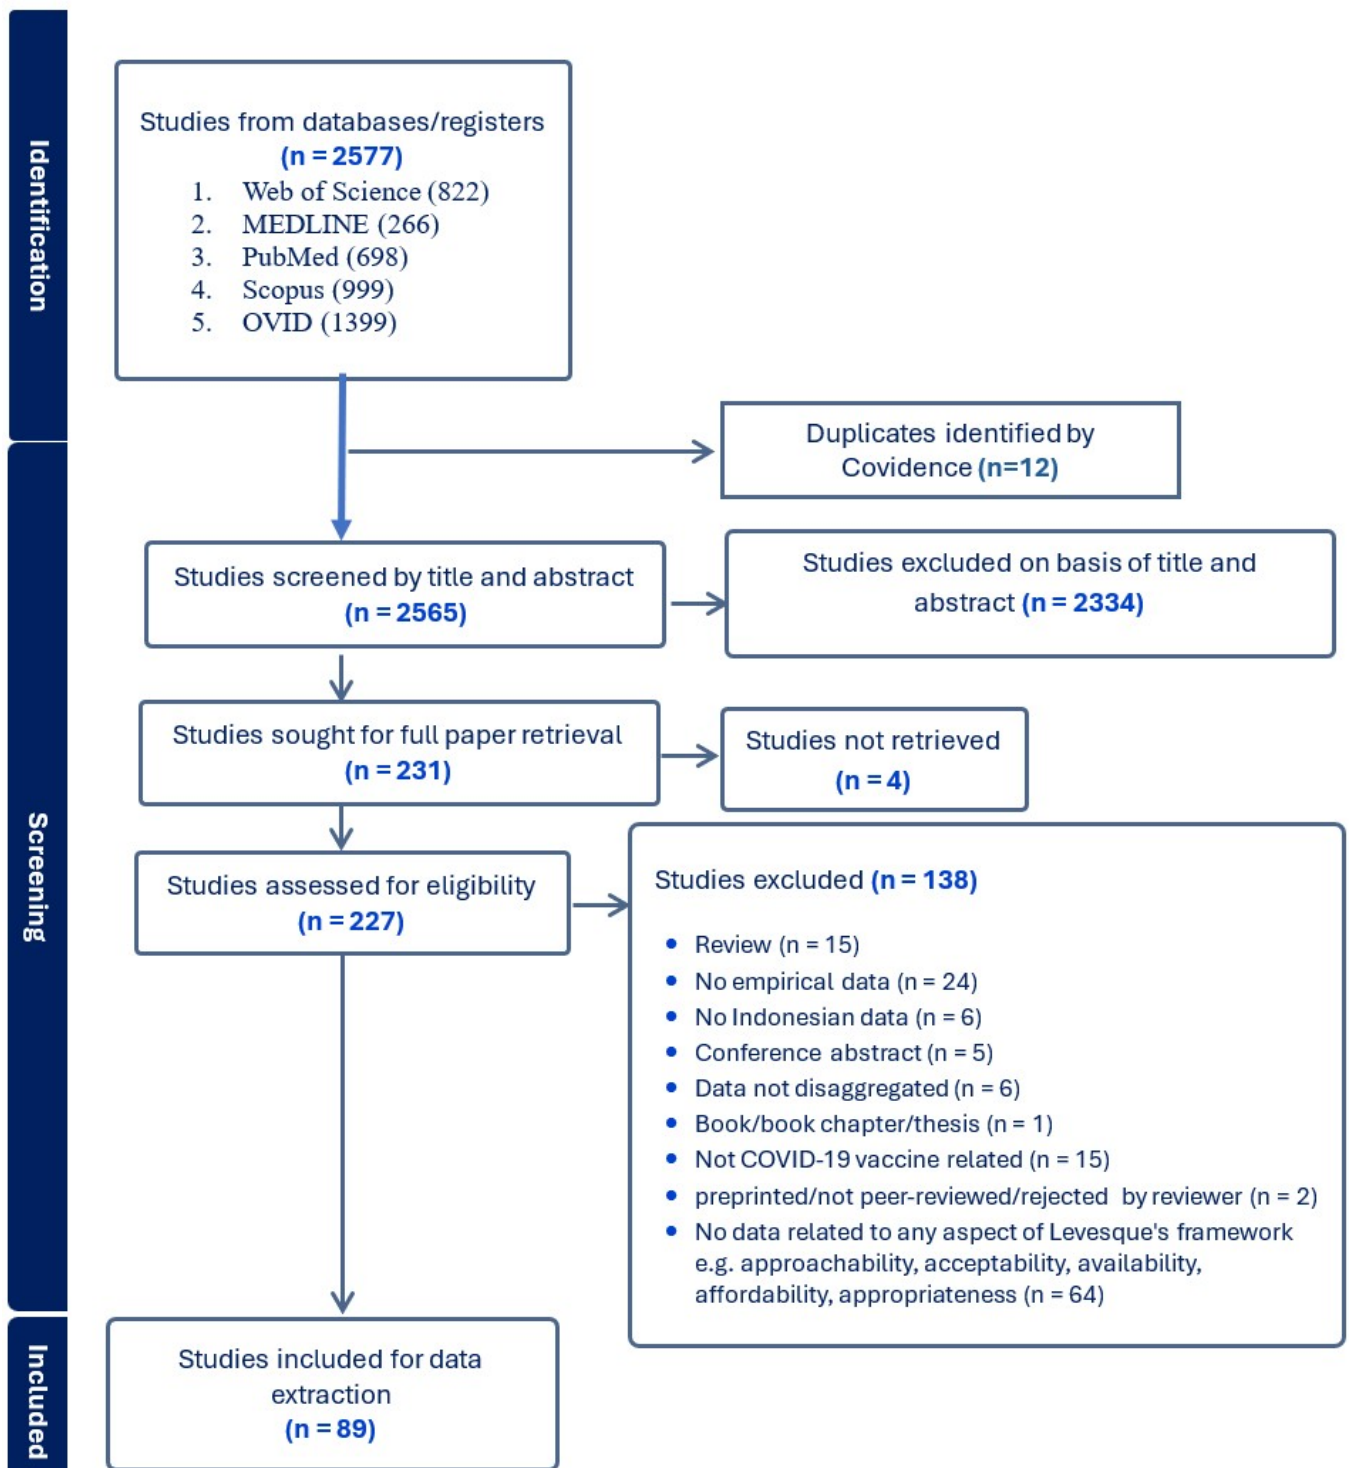 Identification
Studies from databases/registers
(n = 2577)
1. Web of Science (822)
2. MEDLINE (266)
3. PubMed (698)
4. Scopus (999)
5. OVID (1399)
Duplicates identified by
Covidence (n=12)
Screening
Studies screened by title and abstract
(n = 2565)
Studies excluded on basis of title and
abstract (n = 2334)
Studies sought for full paper retrieval
(n = 231)
Studies not retrieved
(n = 4)
Studies assessed for eligibility
(n = 227)
Studies excluded (n = 138)
• Review (n = 15)
• No empirical data (n = 24)
• No Indonesian data (n = 6)
• Conference abstract (n = 5)
• Data not disaggregated (n = 6)
• Book/book chapter/thesis (n = 1)
• Not COVID-19 vaccine related (n = 15)
• preprinted/not peer-reviewed/rejected by reviewer (n = 2)
• No data related to any aspect of Levesque's framework
e.g. approachability, acceptability, availability,
affordability, appropriateness (n = 64)
Included
Studies included for data
extraction
(n = 89)